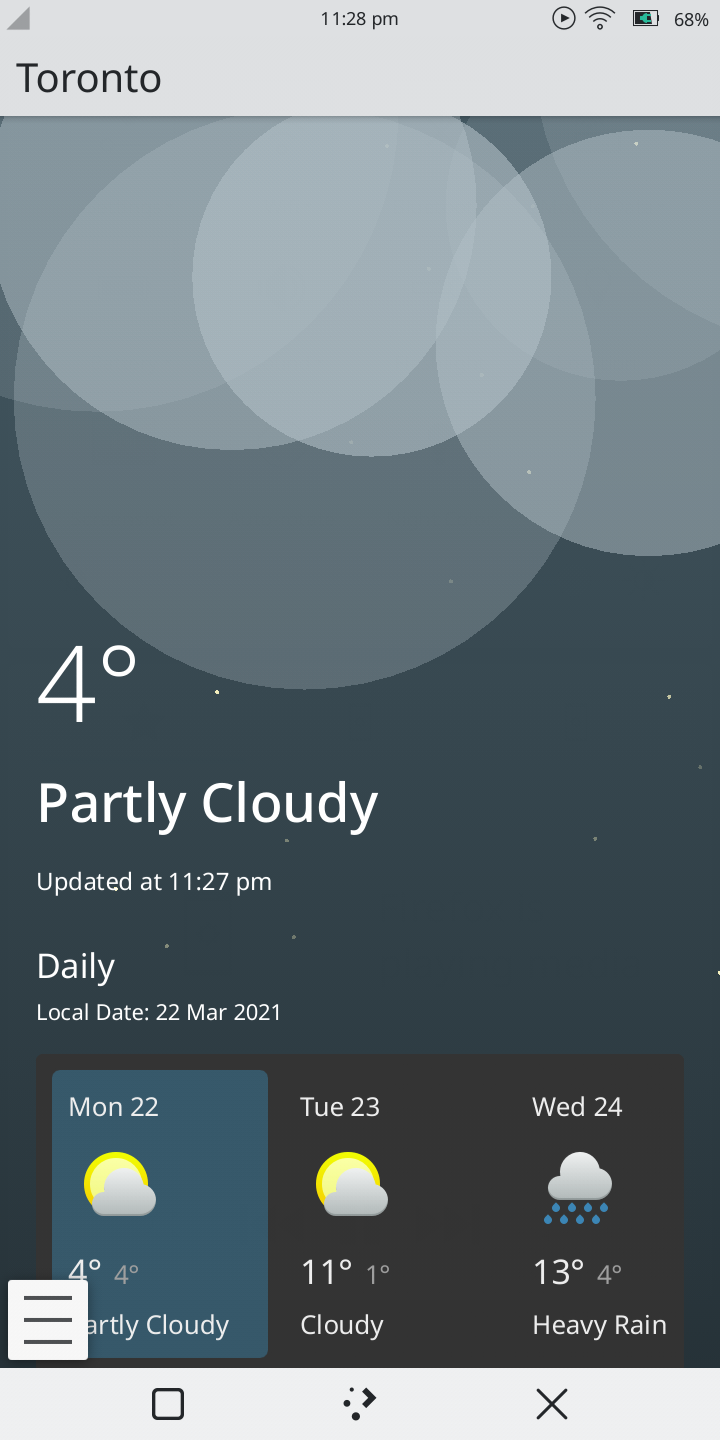 11:28 pm 68%
Toronto
4°
Partly Cloudy
Updated at 11:27 pm
Daily
Local Date: 22 Mar 2021
Mon 22 Tue 23 Wed 24
4° 4° 11° 1° 13° 4°
artly Cloudy Cloudy Heavy Rain